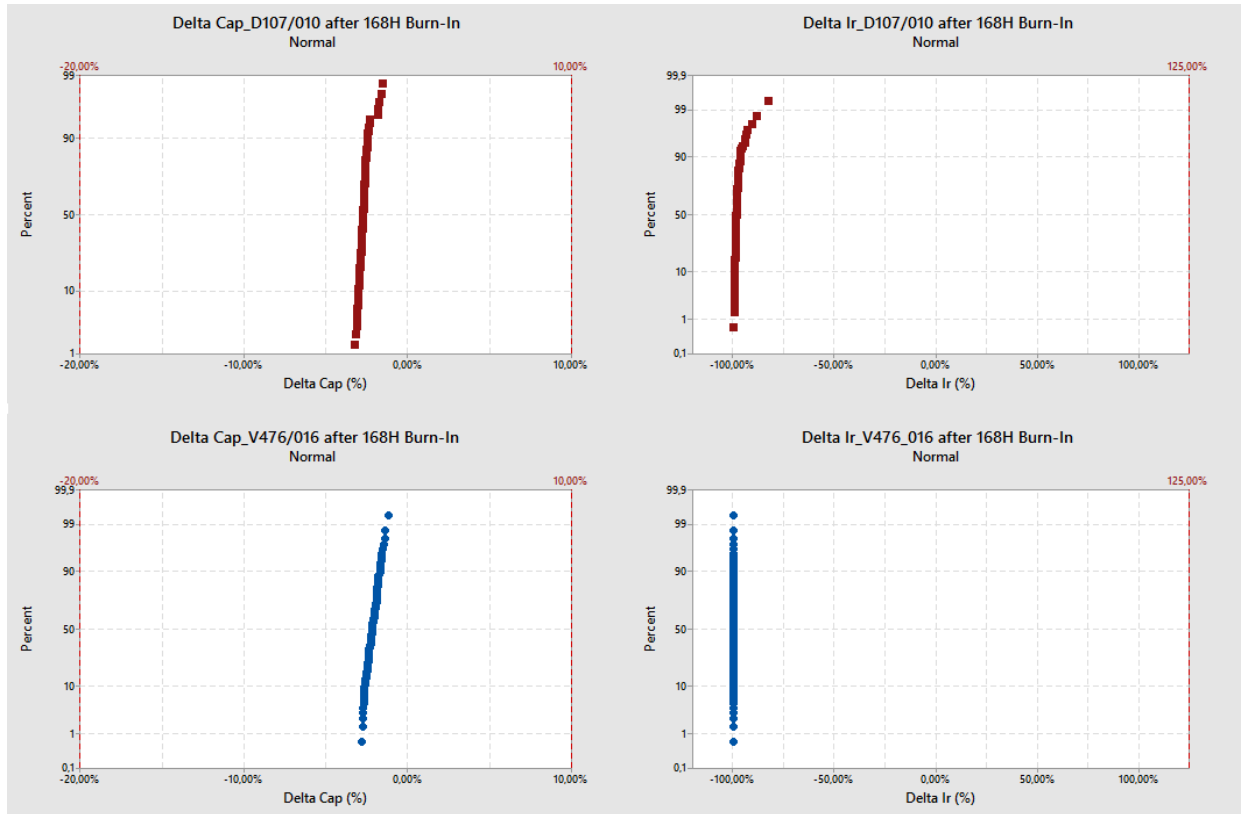 Delta Cap_D107/010 after 168H Burn-In
Normal
-20,00% 10,00%
99
90
50
10
1
Percent
-20,00% -10,00% 0,00% 10,00%
Delta Cap (%)
Delta Ir_D107/010 after 168H Burn-In
Normal
125,00%
99,9
99
90
50
10
1
0,1
Percent
-100,00% -50,00% 0,00% 50,00% 100,00%
Delta Ir (%)
Delta Cap_V476/016 after 168H Burn-In
Normal
-20,00% 10,00%
99,9
99
90
50
10
1
0,1
Percent
-20,00% -10,00% 0,00% 10,00%
Delta Cap (%)
Delta Ir_V476_016 after 168H Burn-In
Normal
125,00%
99,9
99
90
50
10
1
0,1
Percent
-100,00% -50,00% 0,00% 50,00% 100,00%
Delta Ir (%)